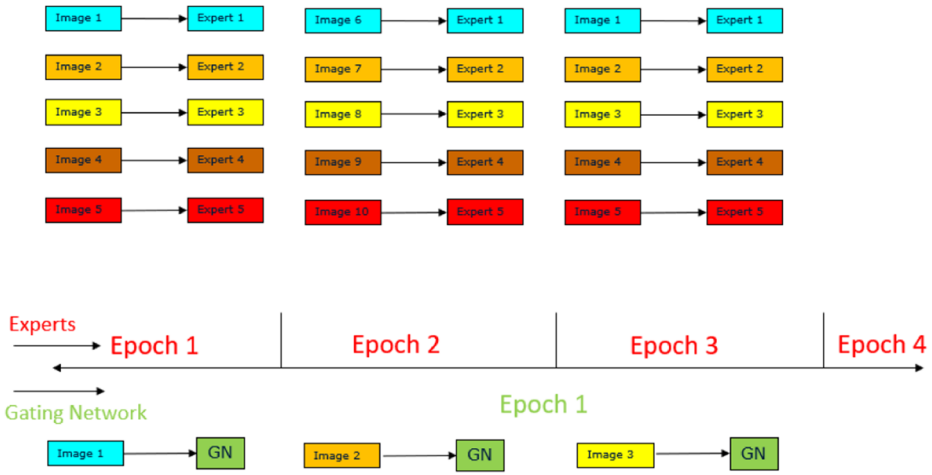 Image 1 Expert 1 Image 6 Expert 1 Image 1 Expert 1
Image 2 Expert 2 Image 7 Expert 2 Image 2 Expert 2
Image 3 Expert 3 Image 8 Expert 3 Image 3 Expert 3
Image 4 Expert 4 Image 9 Expert 4 Image 4 Expert 4
Image 5 Expert 5 Image 10 Expert 5 Image 5 Expert 5
Experts
Epoch 1 Epoch 2 Epoch 3 Epoch 4
Gating Network
Epoch 1
Image 1 GN Image 2 GN Image 3 GN